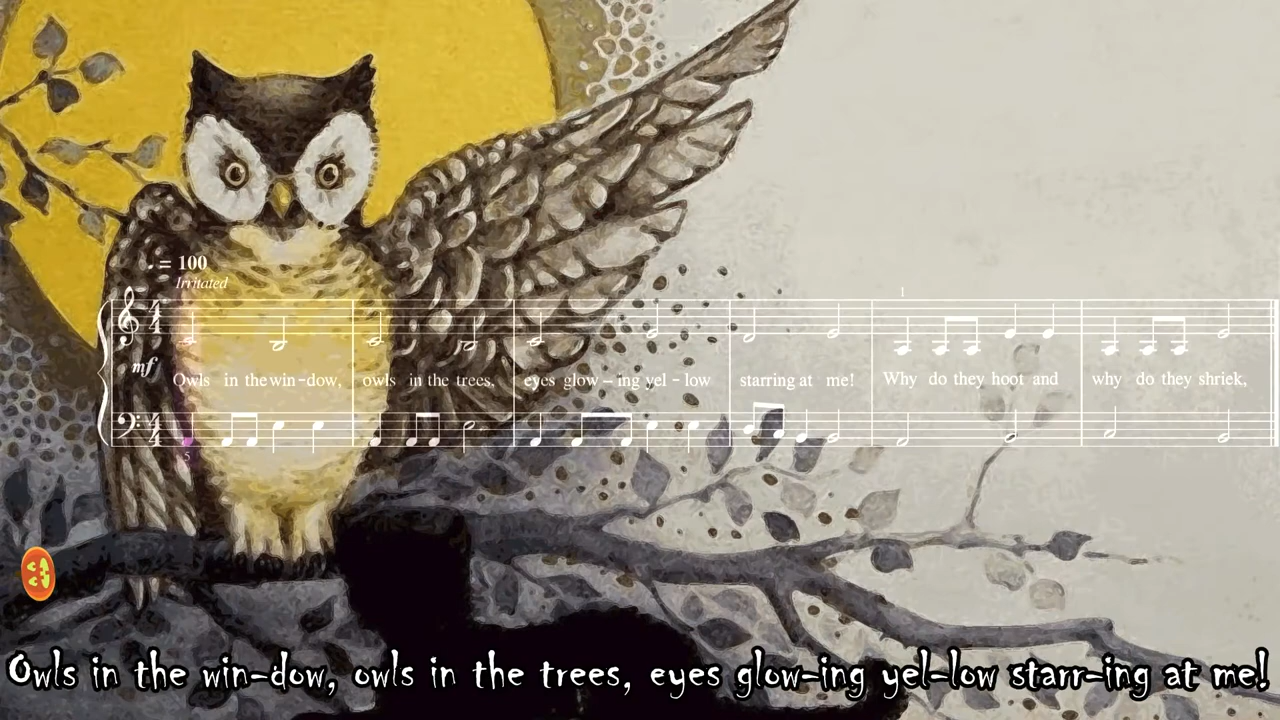 = 100
Irritated
mf
Owls in the win-dow, owls in the trees, eyes glow-ing yel-low starring at me! Why do they hoot and why do they shriek,
5
1
Owls in the win-dow, owls in the trees, eyes glow-ing yel-low starr-ing at me!